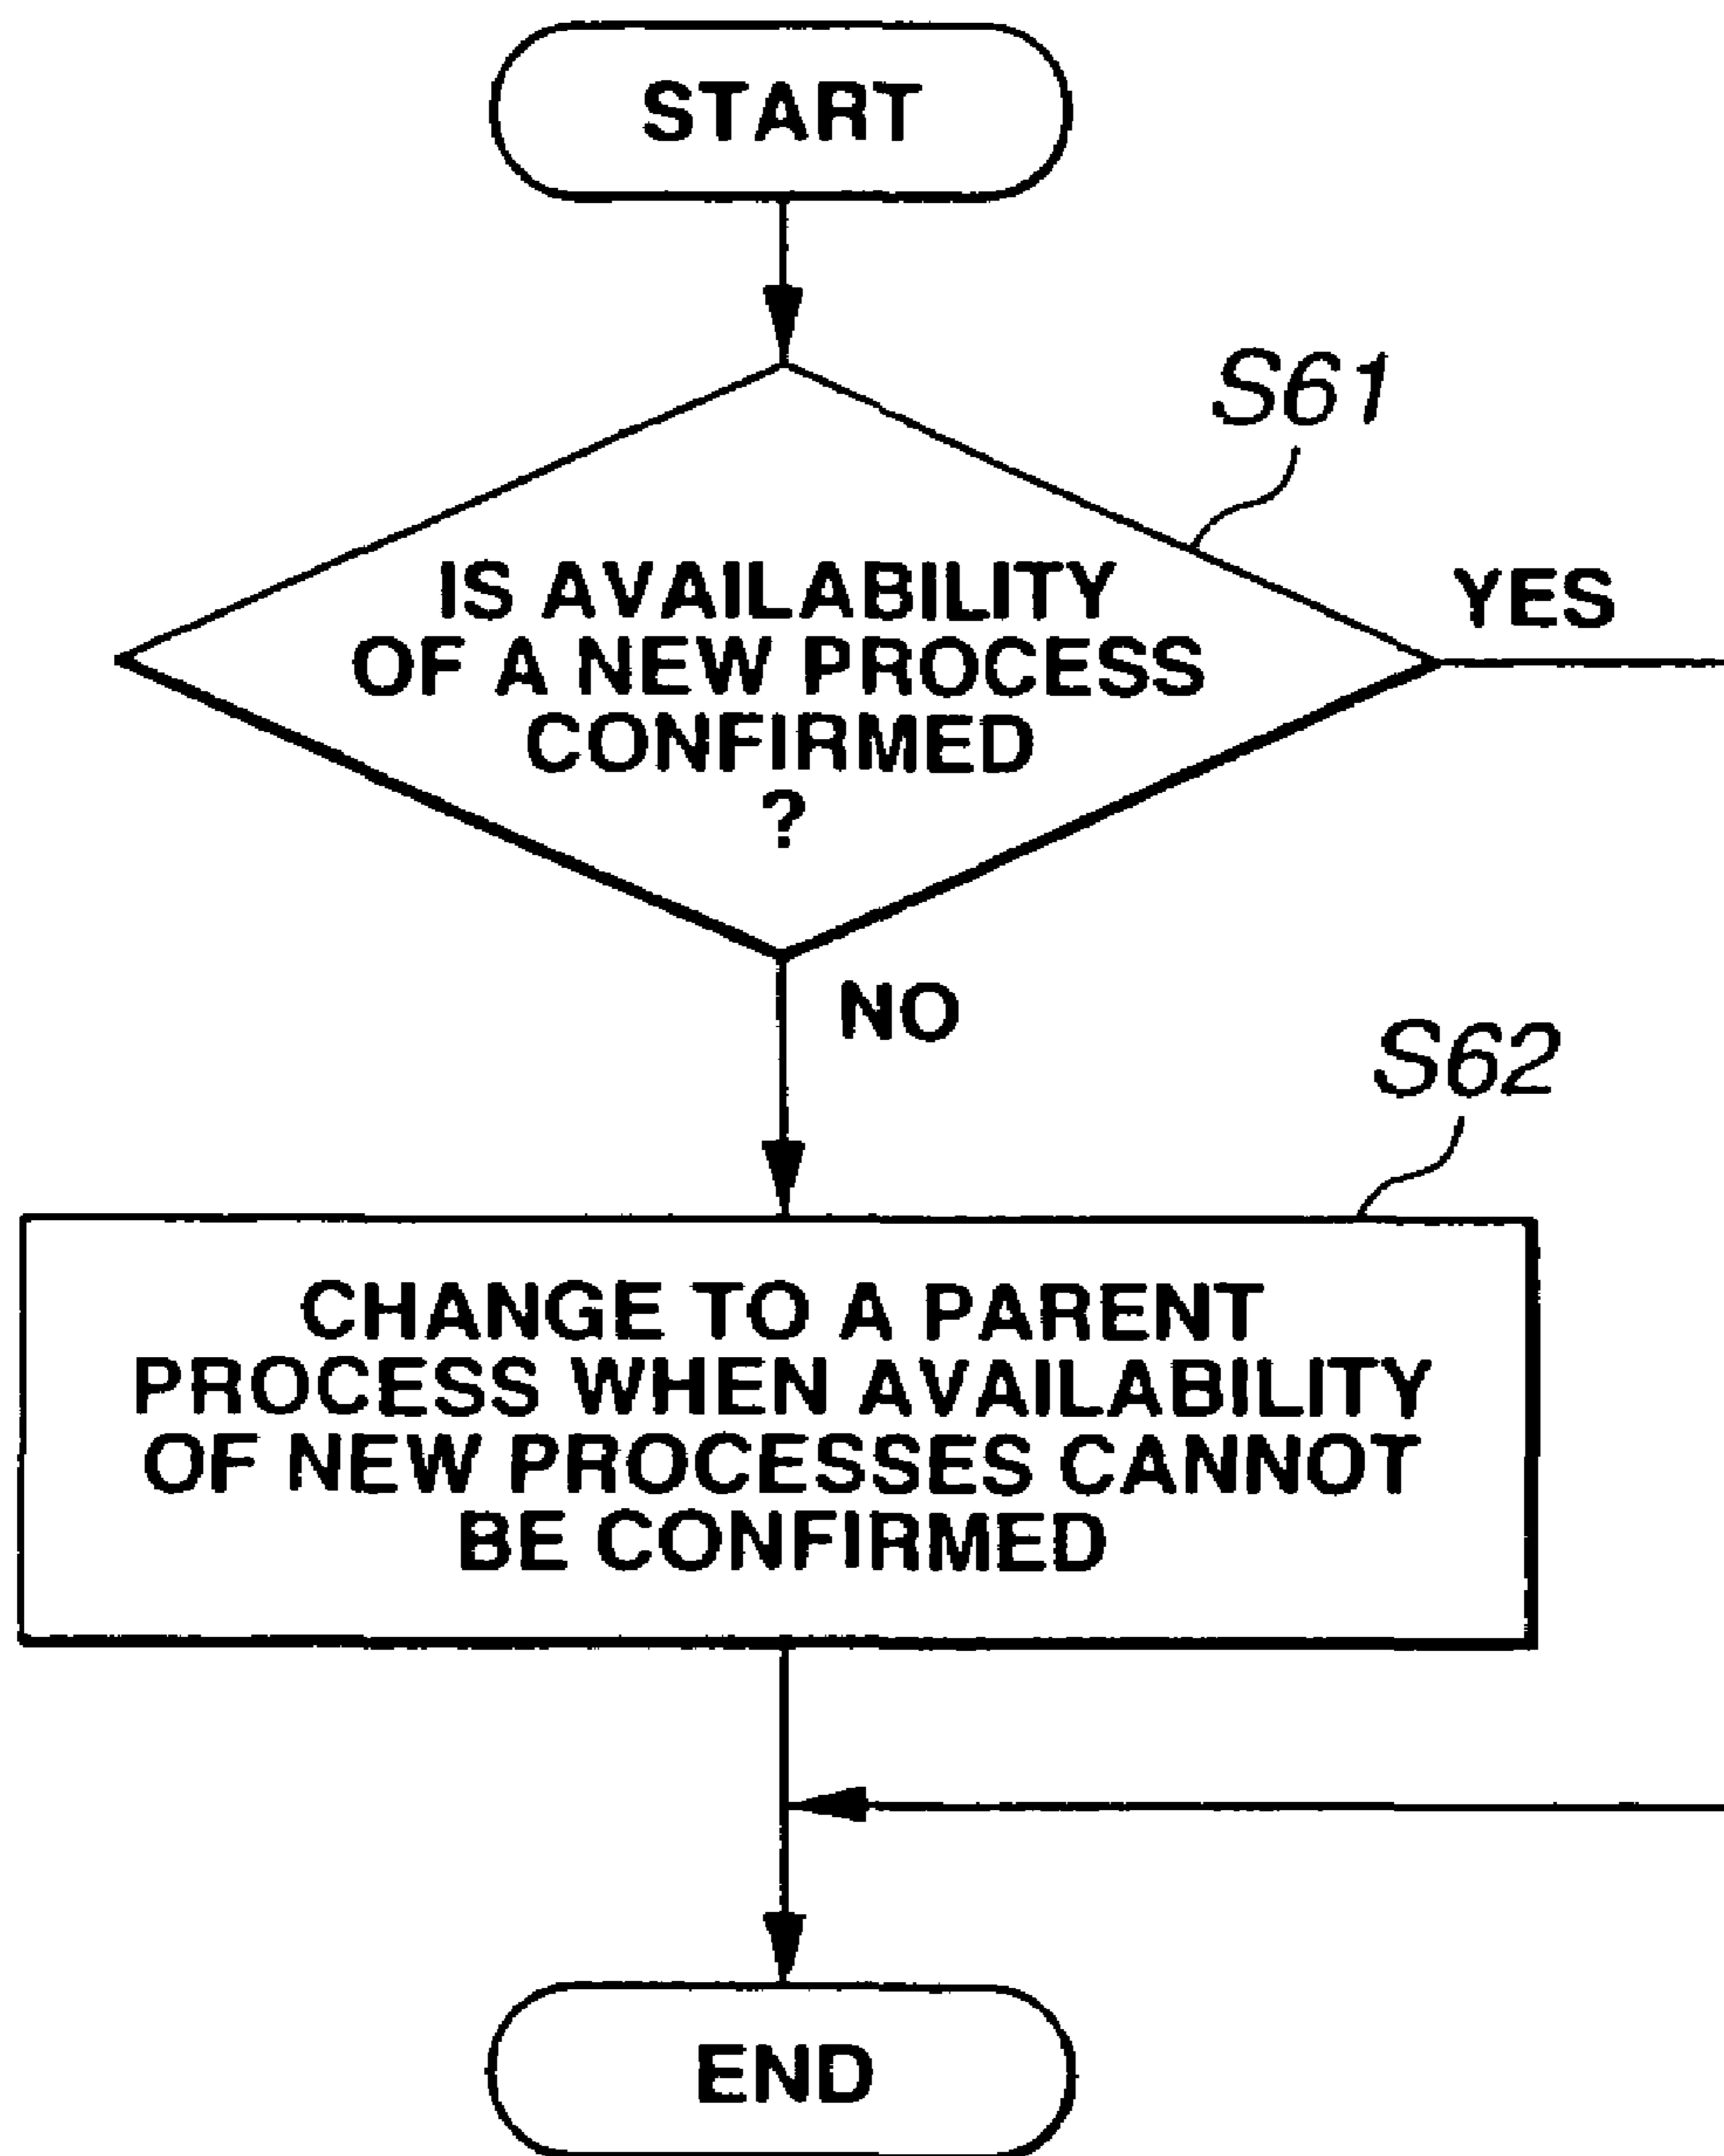 START
S61
IS AVAILABILITY
OF A NEW PROCESS
CONFIRMED
?
YES
NO
S62
CHANGE TO A PARENT
PROCESS WHEN AVAILABILITY
OF NEW PROCESSES CANNOT
BE CONFIRMED
END